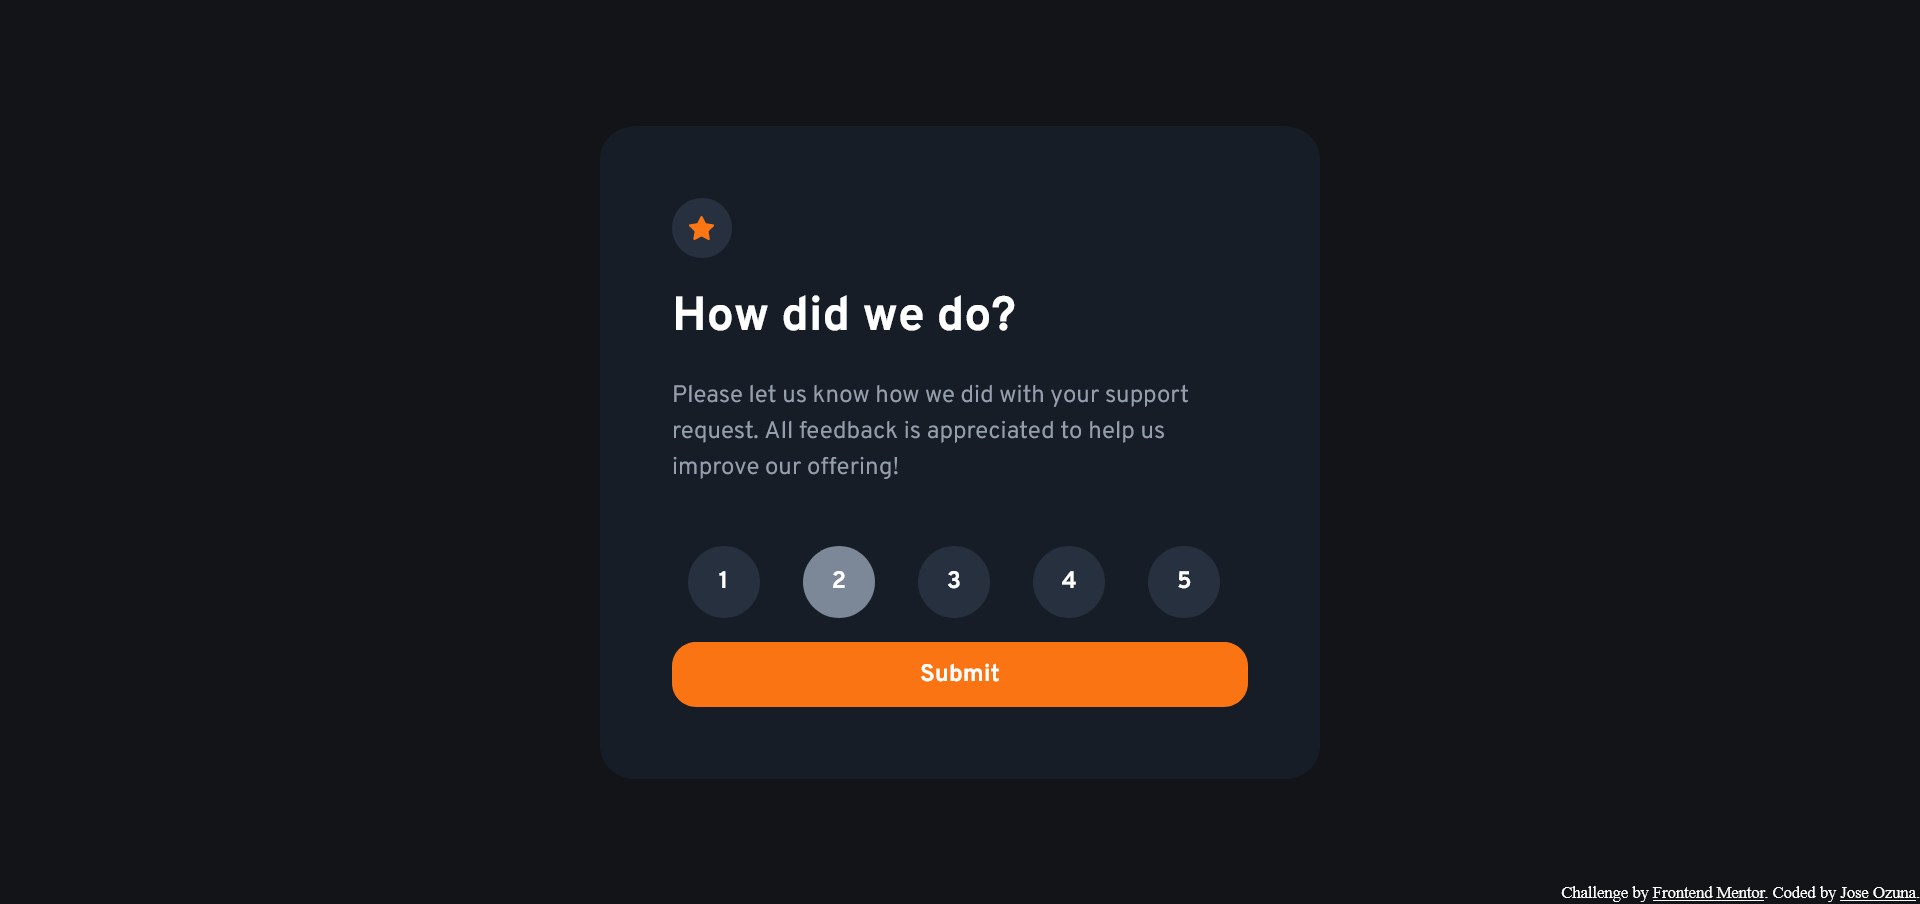 How did we do?
Please let us know how we did with your support
request. All feedback is appreciated to help us
improve our offering!
1 2 3 4 5
Submit
Challenge by Frontend Mentor. Coded by Jose Ozuna.